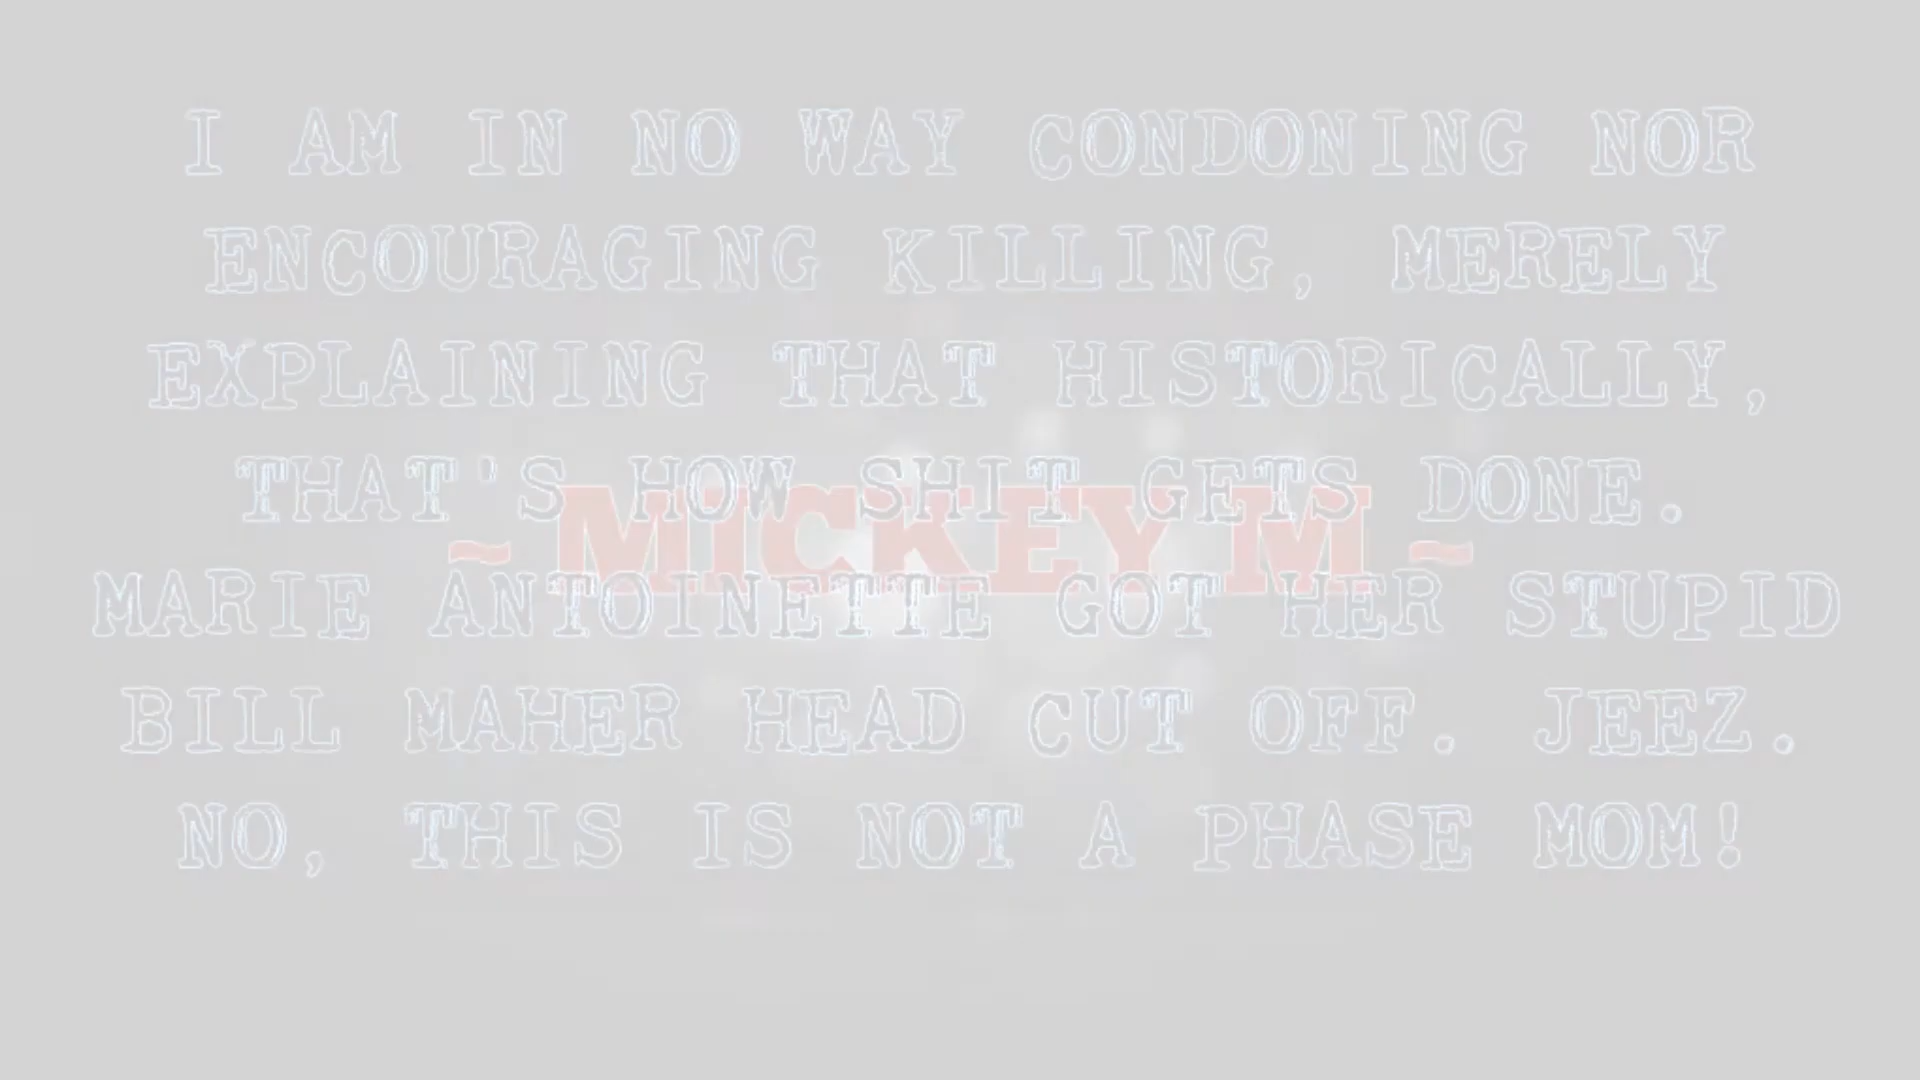 I AM IN NO WAY CONDONING NOR
ENCOURAGING KILLING, MERELY
EXPLAINING THAT HISTORICALLY,
THAT'S HOW SHIT GETS DONE.
~ MICKEY M ~
MARIE ANTOINETTE GOT HER STUPID
BILL MAHER HEAD CUT OFF. JEEZ.
NO, THIS IS NOT A PHASE MOM!